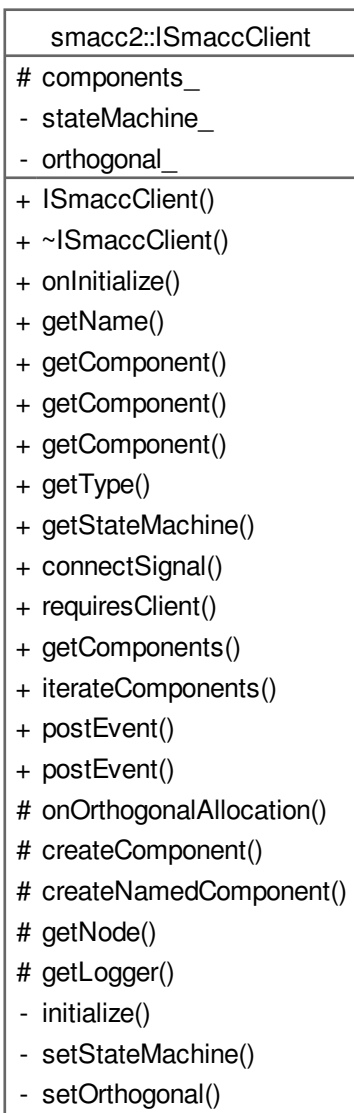 smacc2::ISmaccClient
# components_
- stateMachine_
- orthogonal_
+ ISmaccClient()
+ ~ISmaccClient()
+ onInitialize()
+ getName()
+ getComponent()
+ getComponent()
+ getComponent()
+ getType()
+ getStateMachine()
+ connectSignal()
+ requiresClient()
+ getComponents()
+ iterateComponents()
+ postEvent()
+ postEvent()
# onOrthogonalAllocation()
# createComponent()
# createNamedComponent()
# getNode()
# getLogger()
- initialize()
- setStateMachine()
- setOrthogonal()